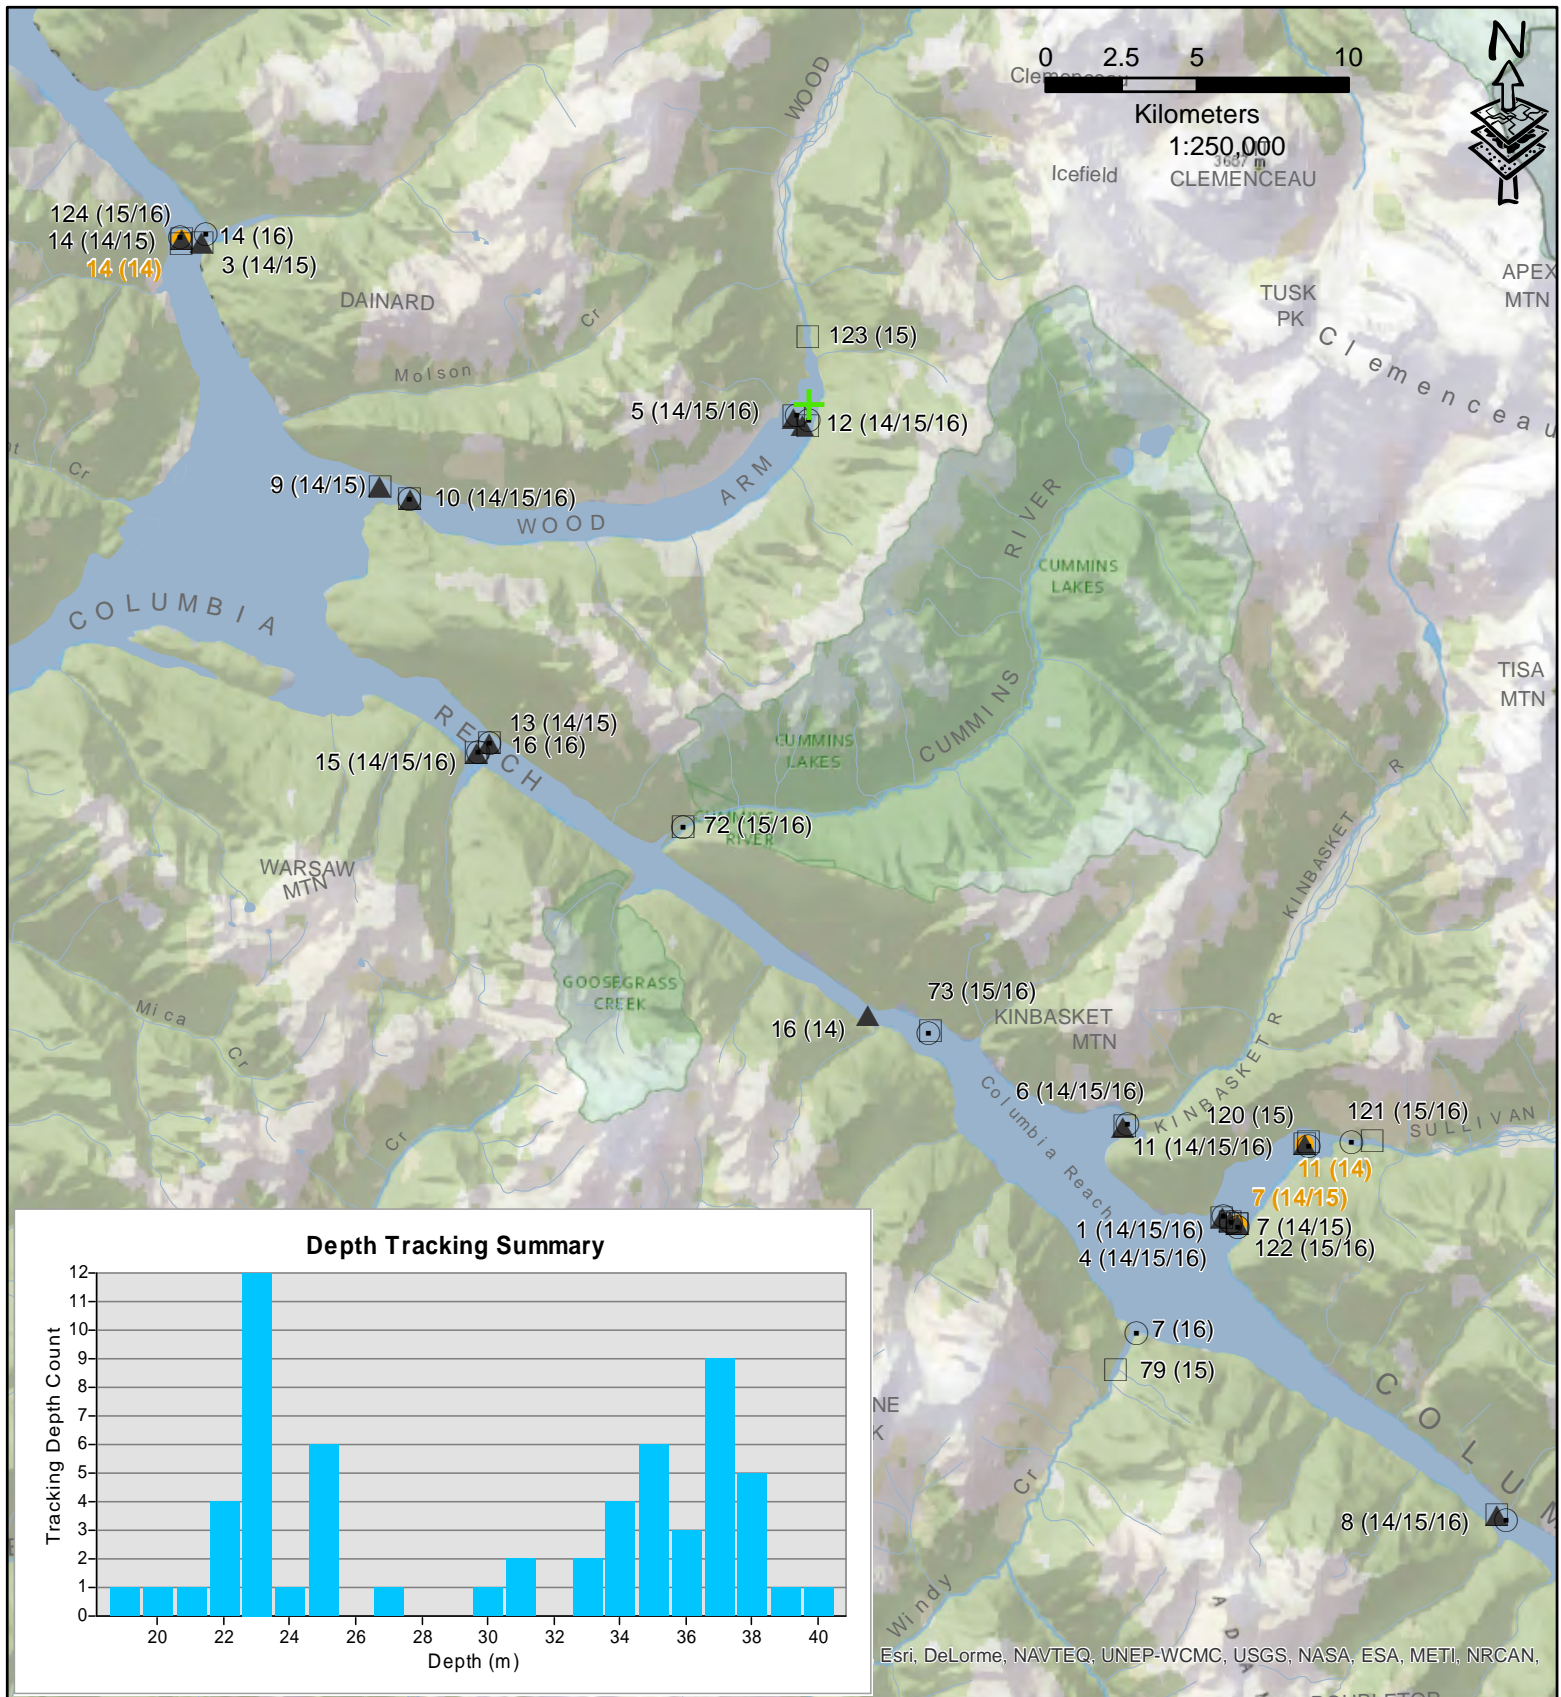 WOOD
0 2.5 5 10
Clemenceau
Kilometers
1:250,000
3687 m
Icefield
CLEMENCEAU
N
124 (15/16)
14 (14/15)
14 (14)
14 (16)
3 (14/15)
DAINARD
Cr
Molson
APEX
MTN
TUSK
PK
Clemenceau
123 (15)
5 (14/15/16)
12 (14/15/16)
Cr
9 (14/15)
10 (14/15/16)
WOOD
ARM
RIVER
CUMMINS
LAKES
COLUMBIA
REACH
TISA
MTN
13 (14/15)
16 (16)
15 (14/15/16)
CUMMINS
LAKES
CUMMINS
R
72 (15/16)
CUMMINS
RIVER
KINBASKET
WARSAW
MTN
GOOSEGRASS
CREEK
Mica
Cr
Cr
73 (15/16)
16 (14)
KINBASKET
MTN
KINBASKET R
Columbia Reach
6 (14/15/16)
120 (15)
121 (15/16)
SULLIVAN
11 (14/15/16)
11 (14)
7 (14/15)
1 (14/15/16)
7 (14/15)
122 (15/16)
4 (14/15/16)
7 (16)
79 (15)
NE
K
COLUM
Cr
Windy
8 (14/15/16)
ADA
Depth Tracking Summary
Tracking Depth Count
12
11
10
9
8
7
6
5
4
3
2
1
0
20 22 24 26 28 30 32 34 36 38 40
Depth (m)
Esri, DeLorme, NAVTEQ, UNEP-WCMC, USGS, NASA, ESA, METI, NRCAN,